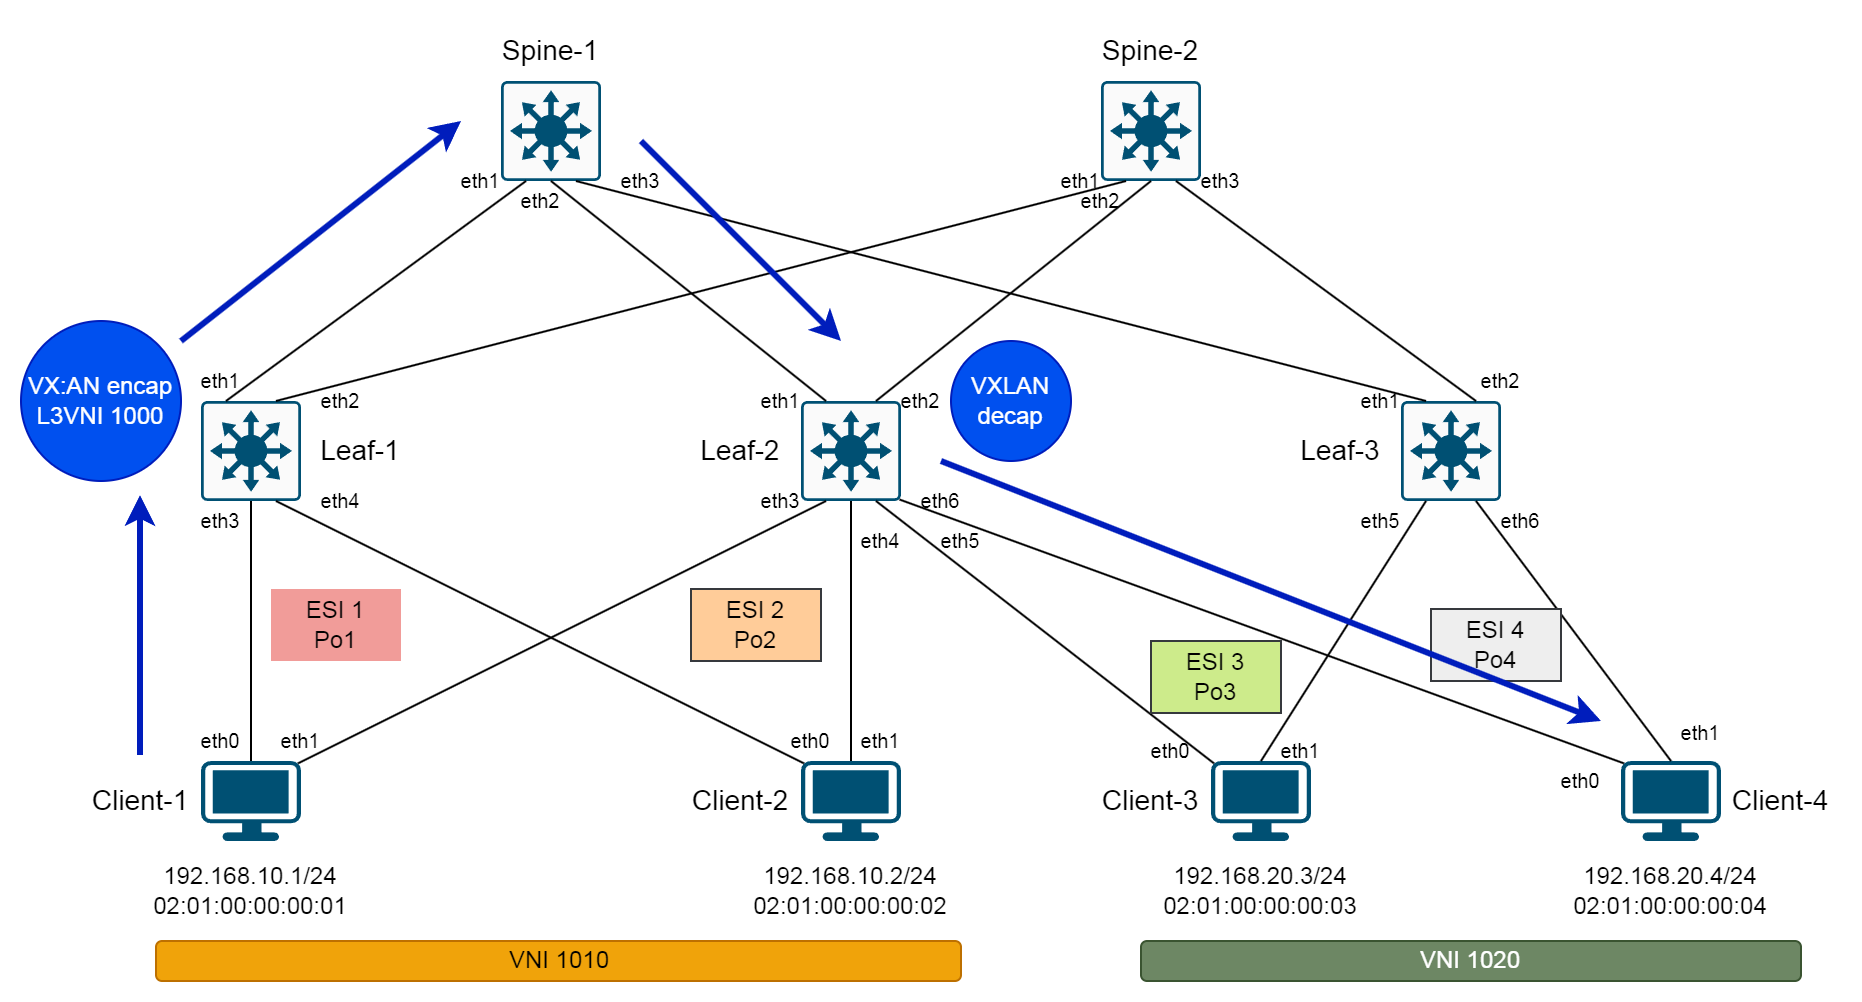 Spine-1
Spine-2
eth1
eth2
eth3
eth1
eth2
eth3
VX:AN encap
L3VNI 1000
VXLAN
decap
eth1
eth2
eth1
eth2
eth1
eth2
Leaf-1
Leaf-2
Leaf-3
eth3
eth4
eth3
eth4
eth5
eth6
eth5
eth6
ESI 1
Po1
ESI 2
Po2
ESI 3
Po3
ESI 4
Po4
eth0
eth1
eth0
eth1
eth0
eth1
eth0
eth1
Client-1
Client-2
Client-3
Client-4
192.168.10.1/24
02:01:00:00:00:01
192.168.10.2/24
02:01:00:00:00:02
192.168.20.3/24
02:01:00:00:00:03
192.168.20.4/24
02:01:00:00:00:04
VNI 1010
VNI 1020